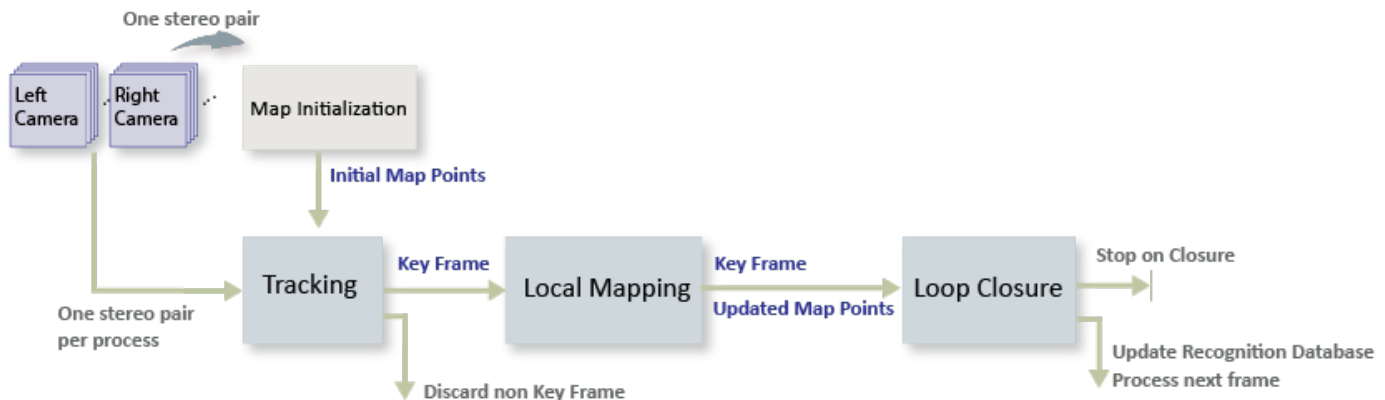 One stereo pair
Left
Camera
Right
Camera
Map Initialization
Initial Map Points
Tracking
Key Frame
Local Mapping
Key Frame
Updated Map Points
Loop Closure
Stop on Closure
One stereo pair
per process
Discard non Key Frame
Update Recognition Database
Process next frame